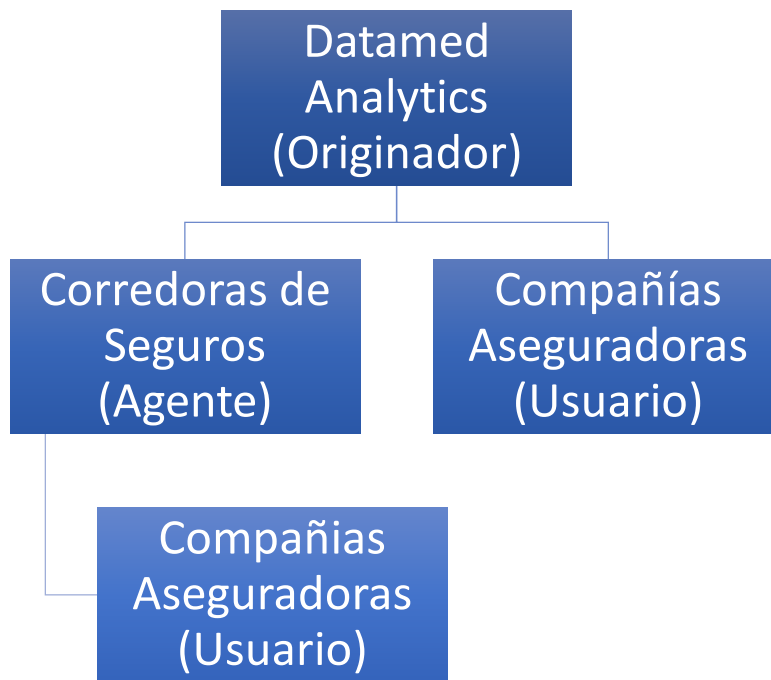 Datamed
Analytics
(Originador)
Corredoras de
Seguros
(Agente)
Compañías
Aseguradoras
(Usuario)
Compañias
Aseguradoras
(Usuario)